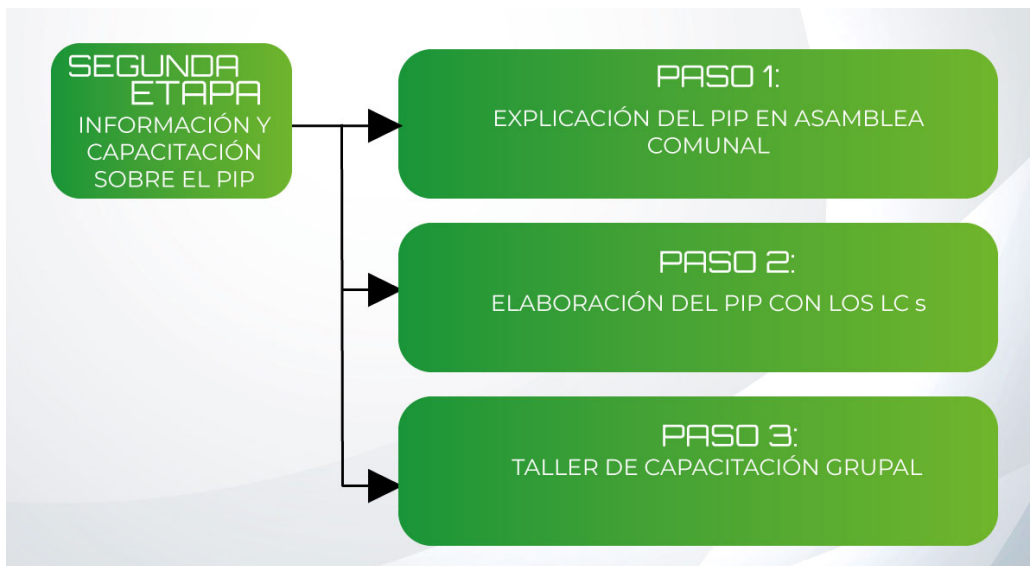 SEGUNDA
ETAPA
INFORMACIÓN Y
CAPACITACIÓN
SOBRE EL PIP
PASO 1:
EXPLICACIÓN DEL PIP EN ASAMBLEA
COMUNAL
PASO 2:
ELABORACIÓN DEL PIP CON LOS LC s
PASO 3:
TALLER DE CAPACITACIÓN GRUPAL